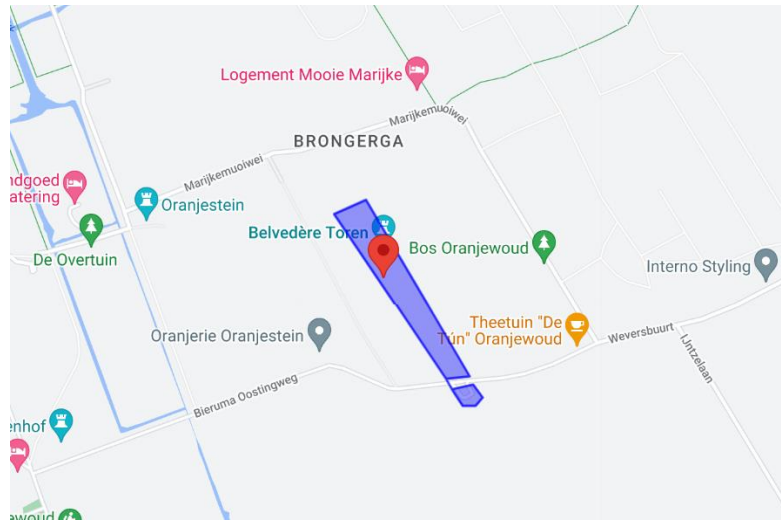 Logement Mooie Marijke
Marijkemuoiwei
BRONGERGA
Marijkemuoiwei
ndgoed
atering
Oranjestein
De Overtuin
Belvedère Toren
Bos Oranjewoud
Interno Styling
Theetuin "De
Tún" Oranjewoud
Weversbuurt
Oranjerie Oranjestein
IJntzelaan
Bieruma Oostingweg
enhof
ewoud